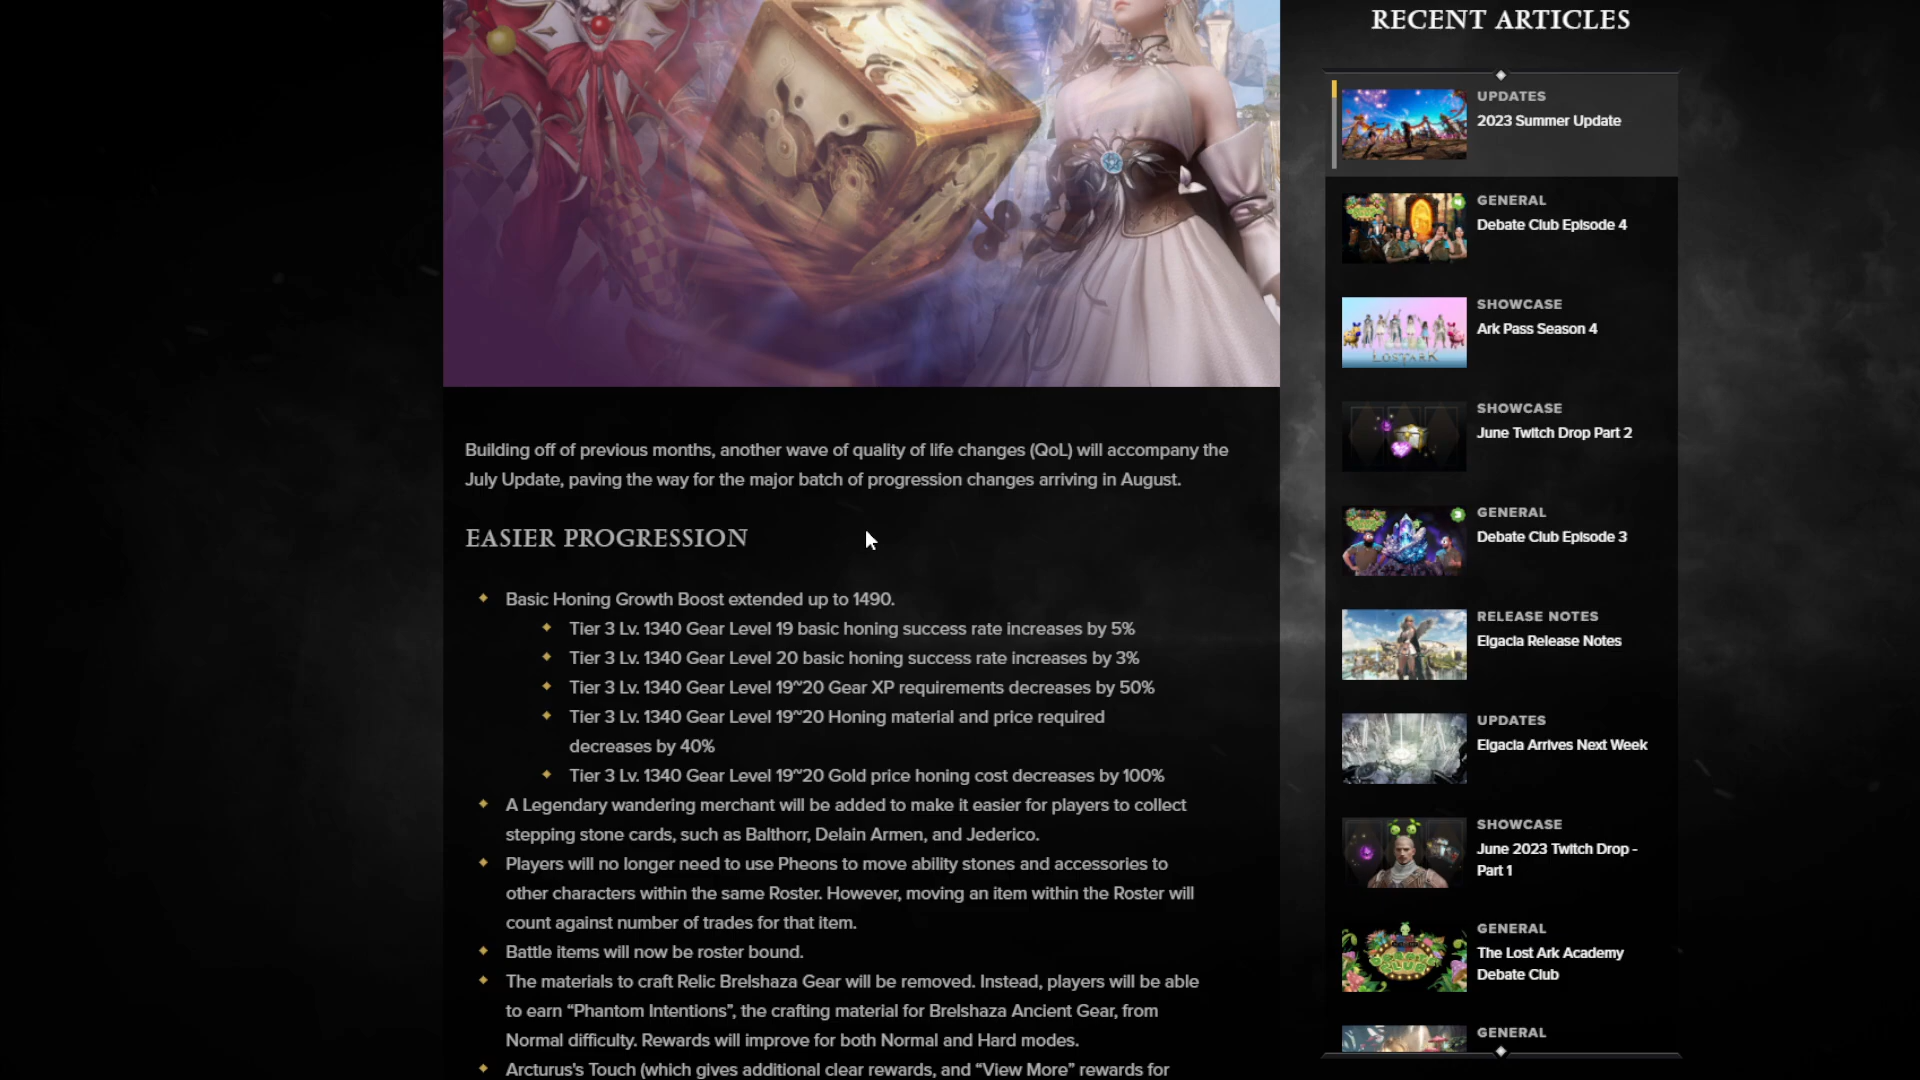 RECENT ARTICLES
UPDATES
2023 Summer Update
GENERAL
Debate Club Episode 4
SHOWCASE
Ark Pass Season 4
LOST ARK
SHOWCASE
June Twitch Drop Part 2
GENERAL
Debate Club Episode 3
RELEASE NOTES
Elgacia Release Notes
UPDATES
Elgacia Arrives Next Week
SHOWCASE
June 2023 Twitch Drop -
Part 1
GENERAL
The Lost Ark Academy
Debate Club
GENERAL
Building off of previous months, another wave of quality of life changes (QoL) will accompany the
July Update, paving the way for the major batch of progression changes arriving in August.
EASIER PROGRESSION
Basic Honing Growth Boost extended up to 1490.
Tier 3 Lv. 1340 Gear Level 19 basic honing success rate increases by 5%
Tier 3 Lv. 1340 Gear Level 20 basic honing success rate increases by 3%
Tier 3 Lv. 1340 Gear Level 19~20 Gear XP requirements decreases by 50%
Tier 3 Lv. 1340 Gear Level 19~20 Honing material and price required
decreases by 40%
Tier 3 Lv. 1340 Gear Level 19~20 Gold price honing cost decreases by 100%
A Legendary wandering merchant will be added to make it easier for players to collect
stepping stone cards, such as Balthorr, Delain Armen, and Jederico.
Players will no longer need to use Pheons to move ability stones and accessories to
other characters within the same Roster. However, moving an item within the Roster will
count against number of trades for that item.
Battle items will now be roster bound.
The materials to craft Relic Brelshaza Gear will be removed. Instead, players will be able
to earn “Phantom Intentions”, the crafting material for Brelshaza Ancient Gear, from
Normal difficulty. Rewards will improve for both Normal and Hard modes.
Arcturus's Touch (which gives additional clear rewards, and “View More” rewards for